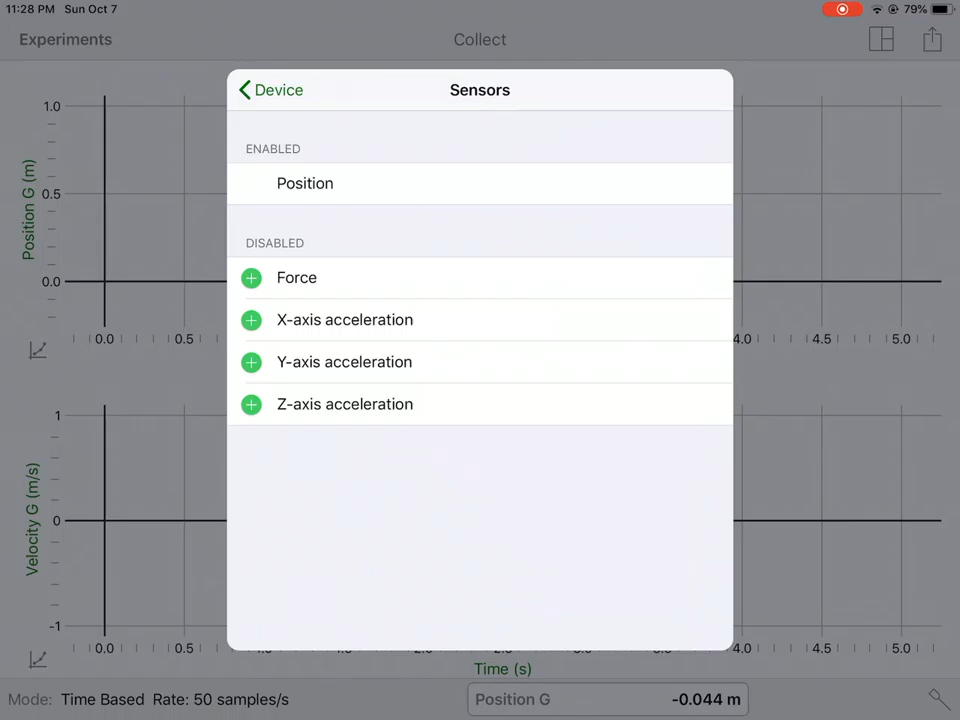 11:28 PM Sun Oct 7 79%
Experiments Collect
Device Sensors
ENABLED
Position
DISABLED
Force
X-axis acceleration
Y-axis acceleration
Z-axis acceleration
Position G (m)
1.0
0.5
0.0
0.0 0.5 4.0 4.5 5.0
Velocity G (m/s)
1
0
-1
0.0 0.5 4.0 4.5 5.0
Time (s)
Mode: Time Based Rate: 50 samples/s Position G -0.044 m